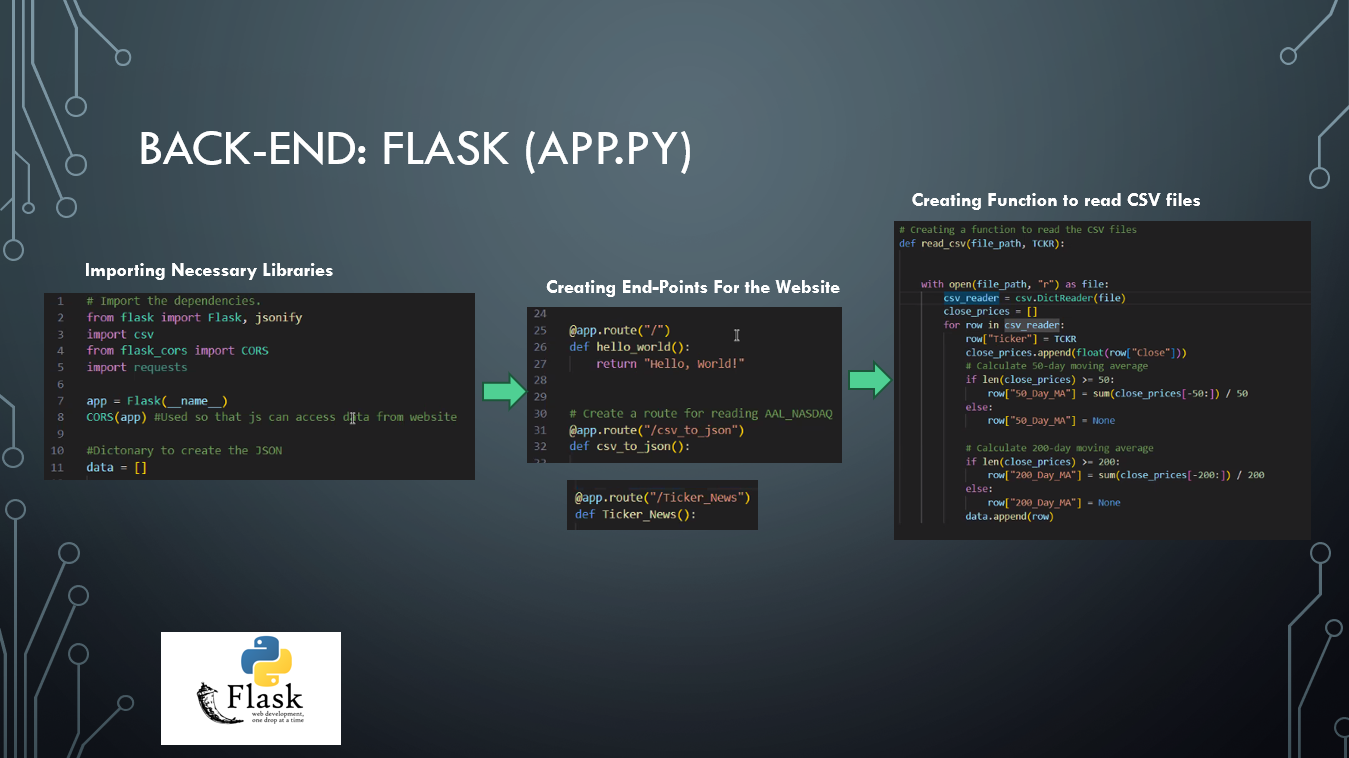 BACK-END: FLASK (APP.PY)
Importing Necessary Libraries
1 # Import the dependencies.
2 from flask import Flask, jsonify
3 import csv
4 from flask_cors import CORS
5 import requests
6
7 app = Flask(__name__)
8 CORS(app) #Used so that js can access data from website
9
10 #Dictonary to create the JSON
11 data = []
Creating End-Points For the Website
24
25 @app.route("/")
26 def hello_world():
27 return "Hello, World!"
28
29
30 # Create a route for reading AAL_NASDAQ
31 @app.route("/csv_to_json")
32 def csv_to_json():
@app.route("/Ticker_News")
def Ticker_News():
Creating Function to read CSV files
# Creating a function to read the CSV files
def read_csv(file_path, TCKR):
with open(file_path, "r") as file:
csv_reader = csv.DictReader(file)
close_prices = []
for row in csv_reader:
row["Ticker"] = TCKR
close_prices.append(float(row["Close"]))
# Calculate 50-day moving average
if len(close_prices) >= 50:
row["50_Day_MA"] = sum(close_prices[-50:]) / 50
else:
row["50_Day_MA"] = None
# Calculate 200-day moving average
if len(close_prices) >= 200:
row["200_Day_MA"] = sum(close_prices[-200:]) / 200
else:
row["200_Day_MA"] = None
data.append(row)
Flask
web development,
one drop at a time